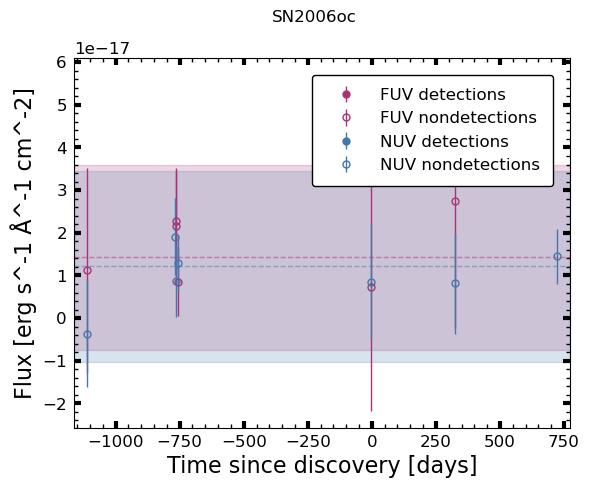 SN2006oc
1e−17
6
5
4
3
2
1
0
−1
−2
Flux [erg s^-1 Å^-1 cm^-2]
FUV detections
FUV nondetections
NUV detections
NUV nondetections
−1000 −750 −500 −250 0 250 500 750
Time since discovery [days]